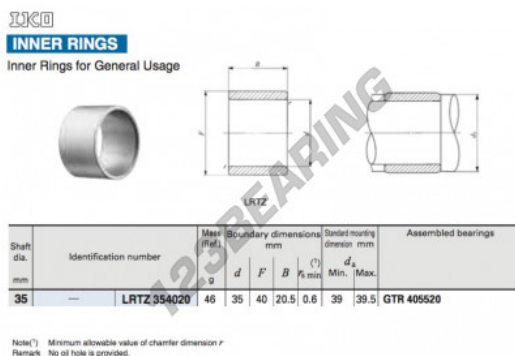 IKO
INNER RINGS
Inner Rings for General Usage
B
F
r
r
d
da
LRTZ
123BEARING
Shaft dia. mm
Identification number
Mass (Ref.) g
Boundary dimensions mm
d F B rs min(1)
Standard mounting dimension mm
da
Min. Max.
Assembled bearings
35 — LRTZ 354020 46 35 40 20.5 0.6 39 39.5 GTR 405520
Note(1) Minimum allowable value of chamfer dimension r
Remark No oil hole is provided.